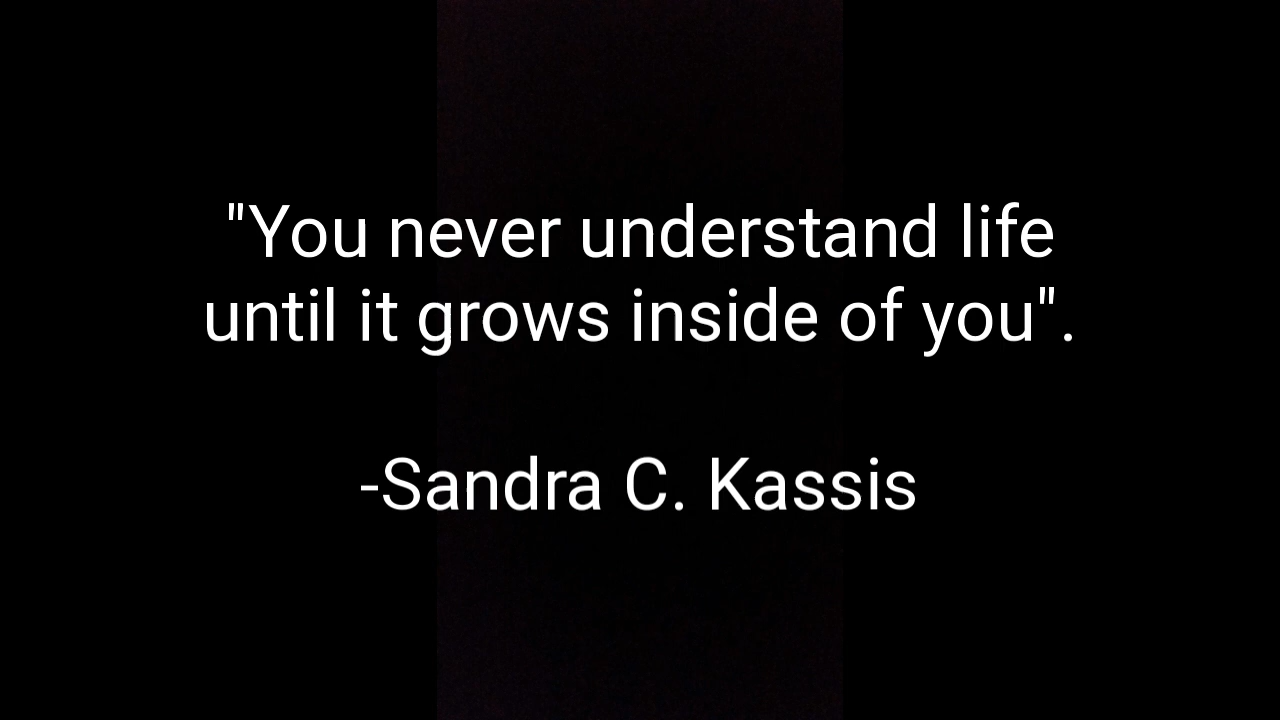 "You never understand life
until it grows inside of you".
-Sandra C. Kassis